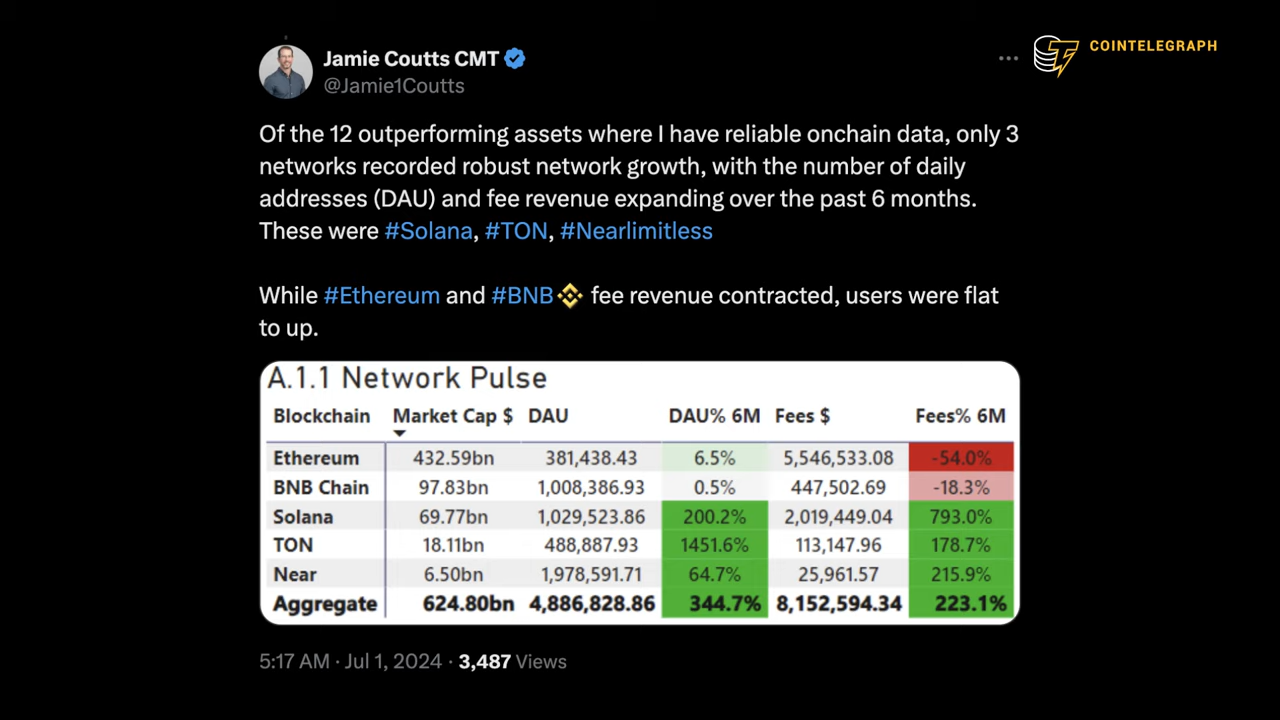 Jamie Coutts CMT
@Jamie1Coutts
COINTELEGRAPH
Of the 12 outperforming assets where I have reliable onchain data, only 3
networks recorded robust network growth, with the number of daily
addresses (DAU) and fee revenue expanding over the past 6 months.
These were #Solana, #TON, #Nearlimitless
While #Ethereum and #BNB fee revenue contracted, users were flat
to up.
A.1.1 Network Pulse
Blockchain Market Cap $ DAU DAU% 6M Fees $ Fees% 6M
Ethereum 432.59bn 381,438.43 6.5% 5,546,533.08 -54.0%
BNB Chain 97.83bn 1,008,386.93 0.5% 447,502.69 -18.3%
Solana 69.77bn 1,029,523.86 200.2% 2,019,449.04 793.0%
TON 18.11bn 488,887.93 1451.6% 113,147.96 178.7%
Near 6.50bn 1,978,591.71 64.7% 25,961.57 215.9%
Aggregate 624.80bn 4,886,828.86 344.7% 8,152,594.34 223.1%
5:17 AM · Jul 1, 2024 · 3,487 Views